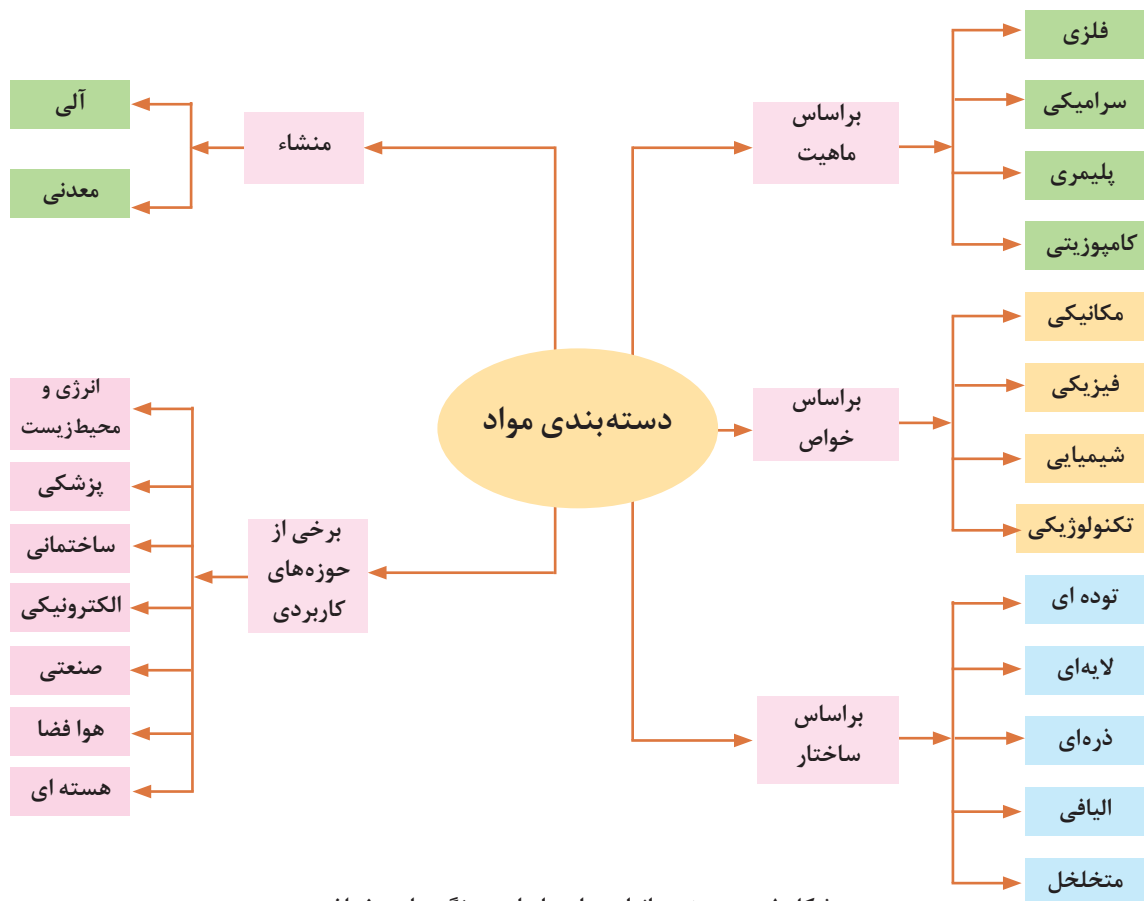 دسته‌بندی مواد
براساس
ماهیت
فلزی
سرامیکی
پلیمری
کامپوزیتی
براساس
خواص
مکانیکی
فیزیکی
شیمیایی
تکنولوژیکی
براساس
ساختار
توده ای
لایه‌ای
ذره‌ای
الیافی
متخلخل
منشاء
آلی
معدنی
برخی از
حوزه‌های
کاربردی
انرژی و
محیط‌زیست
پزشکی
ساختمانی
الکترونیکی
صنعتی
هوا فضا
هسته ای